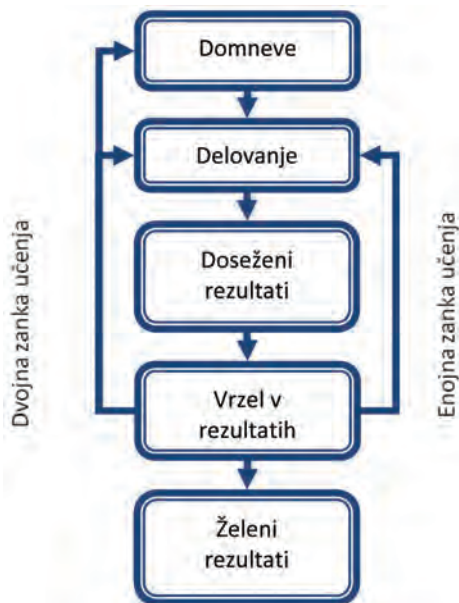 Domneve
Delovanje
Doseženi
rezultati
Vrzel v
rezultatih
Želeni
rezultati
Dvojna zanka učenja
Enojna zanka učenja